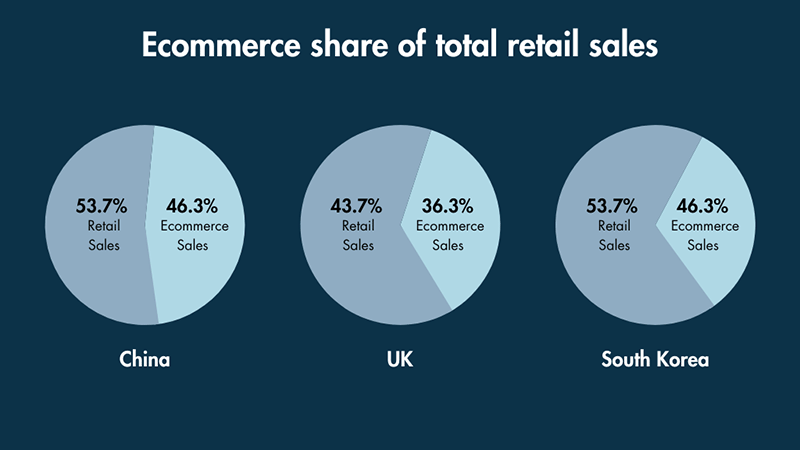 Ecommerce share of total retail sales
53.7%
Retail
Sales
46.3%
Ecommerce
Sales
China
43.7%
Retail
Sales
36.3%
Ecommerce
Sales
UK
53.7%
Retail
Sales
46.3%
Ecommerce
Sales
South Korea